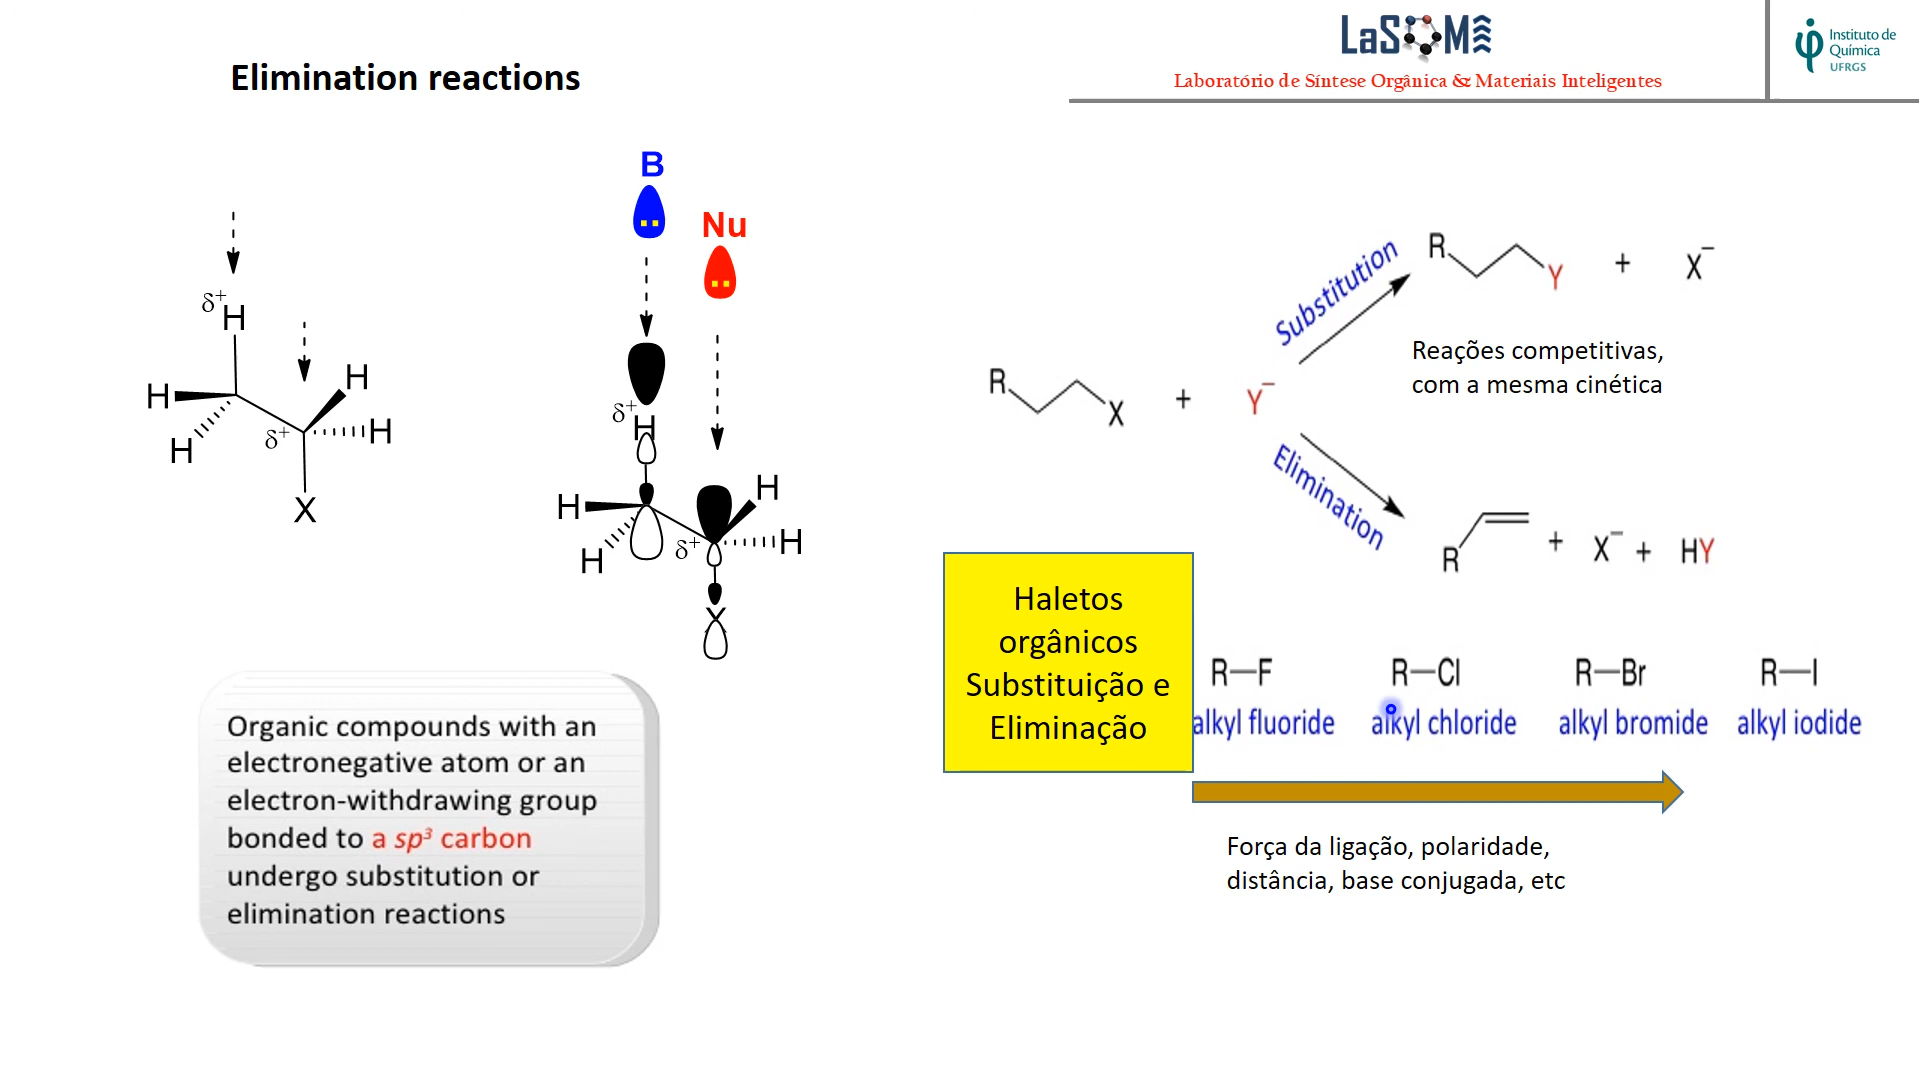 Elimination reactions
LaSOMI
Laboratório de Síntese Orgânica & Materiais Inteligentes
Instituto de
Química
UFRGS
B
Nu
δ+
H
H
H
H
δ+
H
X
δ+
H
H
H
H
δ+
H
X
Substitution
R
Y
+
X−
Reações competitivas,
com a mesma cinética
R
X
+
Y−
Elimination
R
+ X− + HY
Haletos
orgânicos
Substituição e
Eliminação
R—F
R—Cl
R—Br
R—I
alkyl fluoride
alkyl chloride
alkyl bromide
alkyl iodide
Força da ligação, polaridade,
distância, base conjugada, etc
Organic compounds with an
electronegative atom or an
electron-withdrawing group
bonded to a sp³ carbon
undergo substitution or
elimination reactions